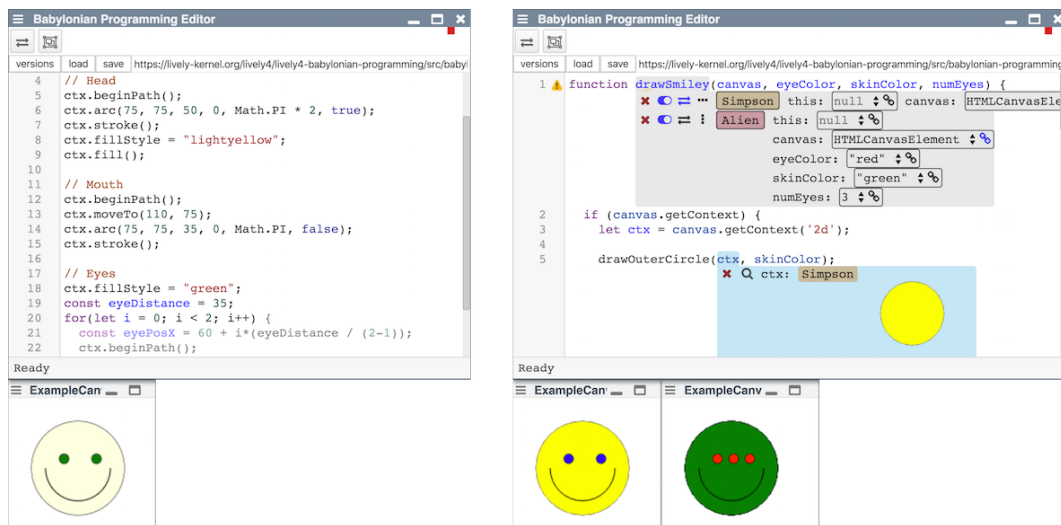 Babylonian Programming Editor
versions load save https://lively-kernel.org/lively4/lively4-babylonian-programming/src/babyl
4 // Head
5 ctx.beginPath();
6 ctx.arc(75, 75, 50, 0, Math.PI * 2, true);
7 ctx.stroke();
8 ctx.fillStyle = "lightyellow";
9 ctx.fill();
10
11 // Mouth
12 ctx.beginPath();
13 ctx.moveTo(110, 75);
14 ctx.arc(75, 75, 35, 0, Math.PI, false);
15 ctx.stroke();
16
17 // Eyes
18 ctx.fillStyle = "green";
19 const eyeDistance = 35;
20 for(let i = 0; i < 2; i++) {
21 const eyePosX = 60 + i*(eyeDistance / (2-1));
22 ctx.beginPath();
Ready
ExampleCan
Babylonian Programming Editor
versions load save https://lively-kernel.org/lively4/lively4-babylonian-programming/src/babylonian-programming
1 function drawSmiley(canvas, eyeColor, skinColor, numEyes) {
Simpson this: null canvas: HTMLCanvasEle
Alien this: null
canvas: HTMLCanvasElement
eyeColor: "red"
skinColor: "green"
numEyes: 3
2 if (canvas.getContext) {
3 let ctx = canvas.getContext('2d');
4
5 drawOuterCircle(ctx, skinColor);
ctx: Simpson
Ready
ExampleCan
ExampleCanv